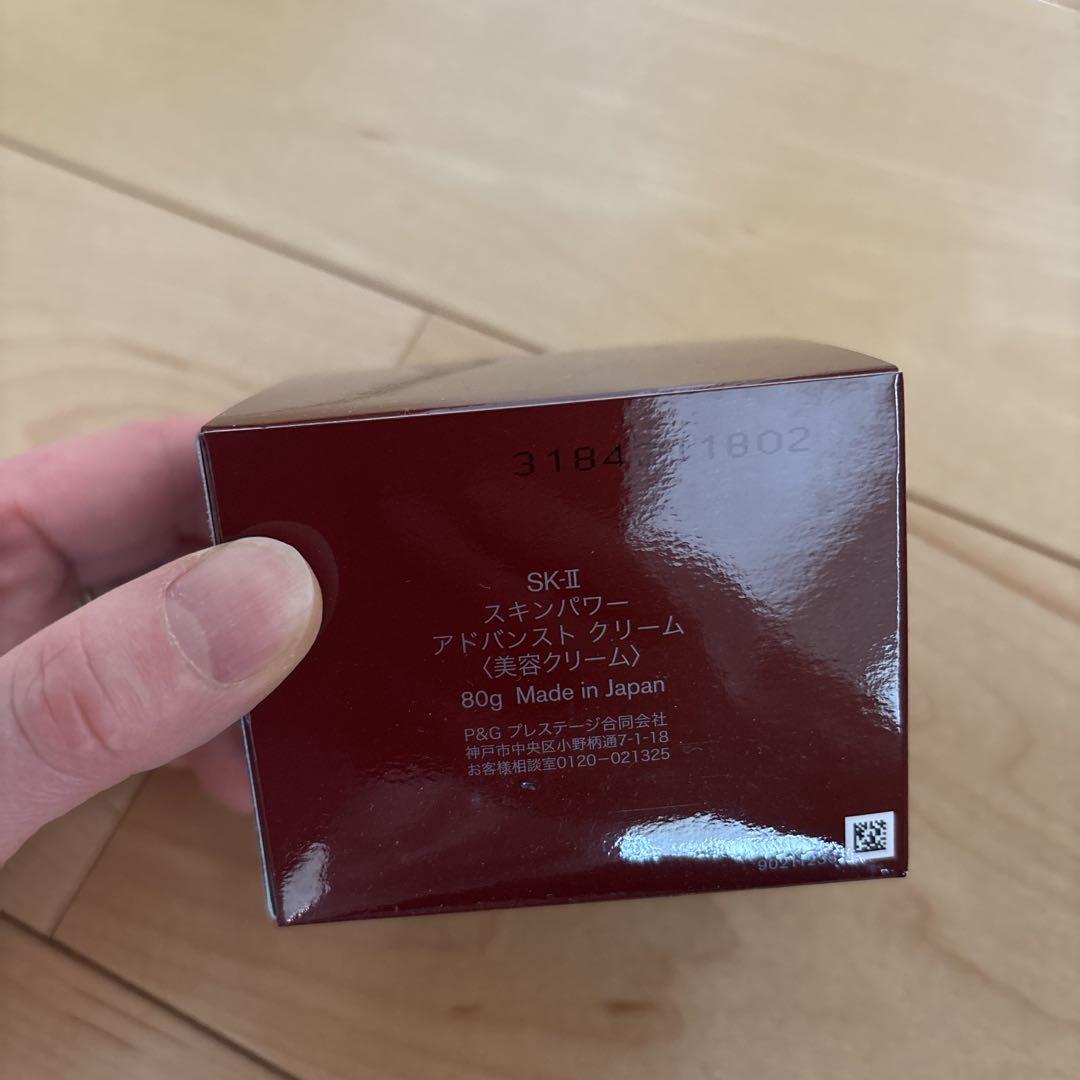 3184
11802
SK-II
スキンパワー
アドバンスト クリーム
〈美容クリーム〉
80g Made in Japan
P&G プレステージ合同会社
神戸市中央区小野柄通7-1-18
お客様相談室0120-021325